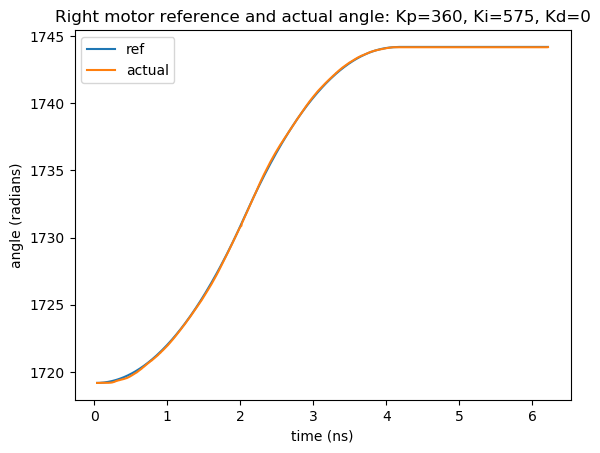 Right motor reference and actual angle: Kp=360, Ki=575, Kd=0
ref
actual
1745
1740
1735
1730
1725
1720
angle (radians)
0
1
2
3
4
5
6
time (ns)